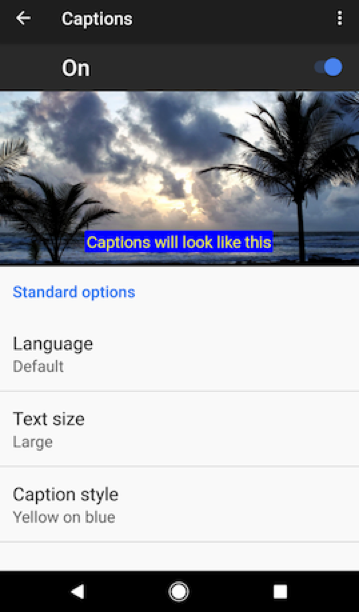 Captions
On
Captions will look like this
Standard options
Language
Default
Text size
Large
Caption style
Yellow on blue